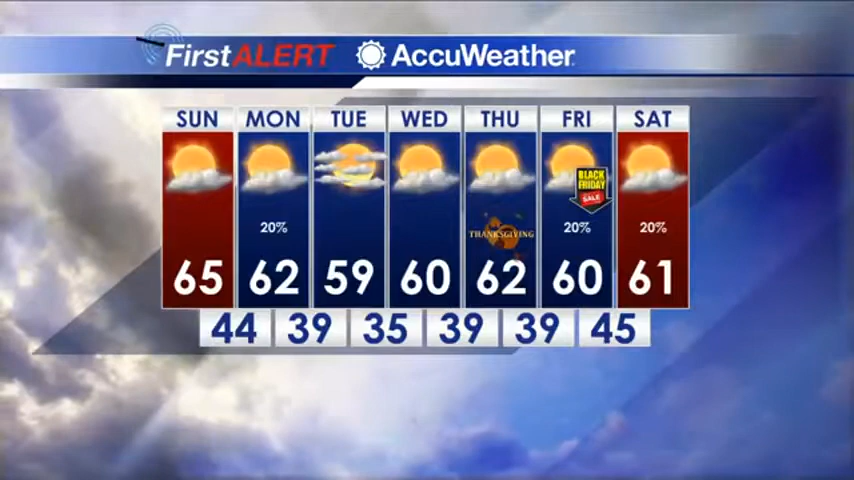 FirstALERT AccuWeather
SUN MON TUE WED THU FRI SAT
BLACK
FRIDAY
SALE
20% 20% 20%
THANKSGIVING
65 62 59 60 62 60 61
44 39 35 39 39 45